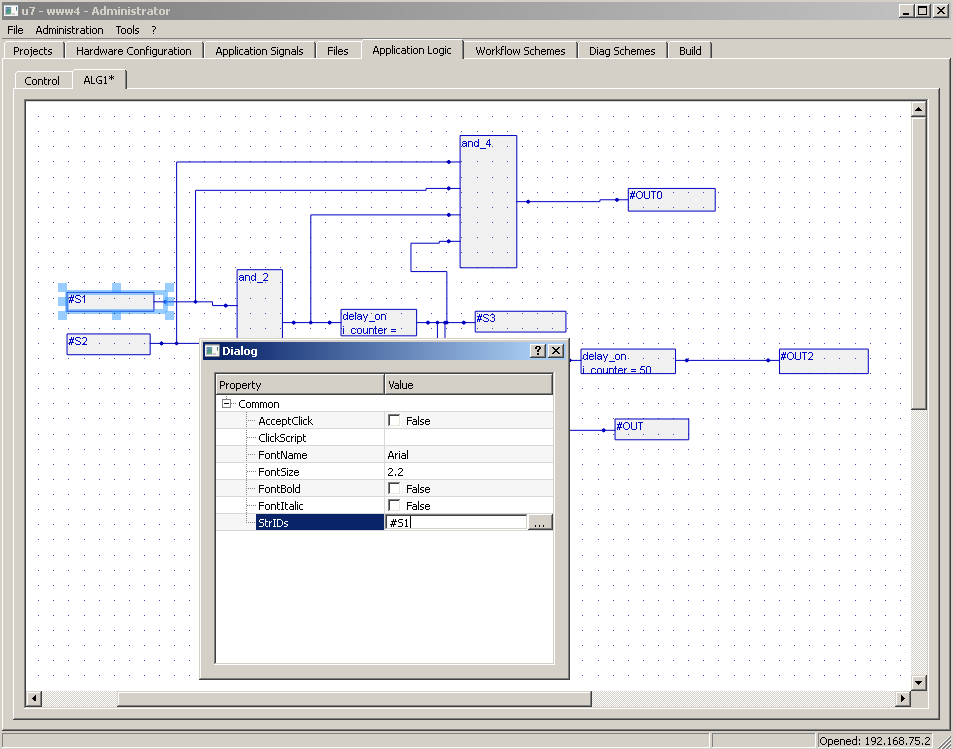 u7 - www4 - Administrator
File Administration Tools ?
Projects Hardware Configuration Application Signals Files Application Logic Workflow Schemes Diag Schemes Build
Control ALG1*
and_4
#OUT0
and_2
#S1
delay_on
i_counter =
#S3
#S2
delay_on
i_counter = 50
#OUT2
#OUT
Dialog ?
Property Value
Common
AcceptClick False
ClickScript
FontName Arial
FontSize 2.2
FontBold False
FontItalic False
StrIDs #S1 ...
Opened: 192.168.75.2